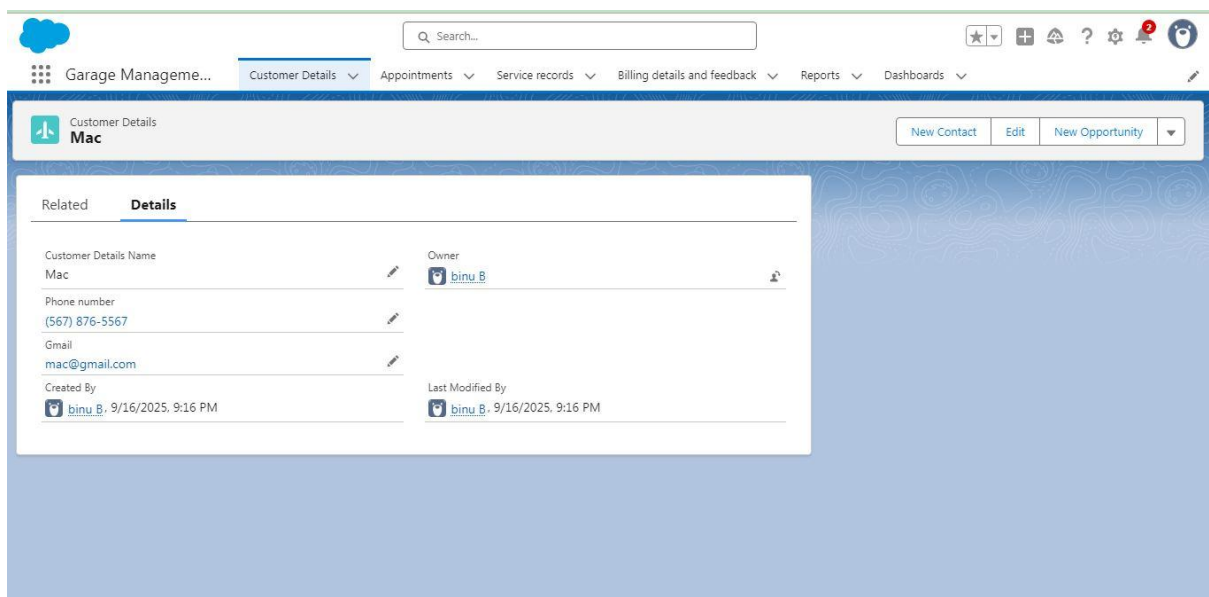 Search...
2
Garage Manageme... Customer Details Appointments Service records Billing details and feedback Reports Dashboards
Customer Details
Mac
New Contact Edit New Opportunity
Related Details
Customer Details Name Owner
Mac binu B
Phone number
(567) 876-5567
Gmail
mac@gmail.com
Created By Last Modified By
binu B, 9/16/2025, 9:16 PM binu B, 9/16/2025, 9:16 PM